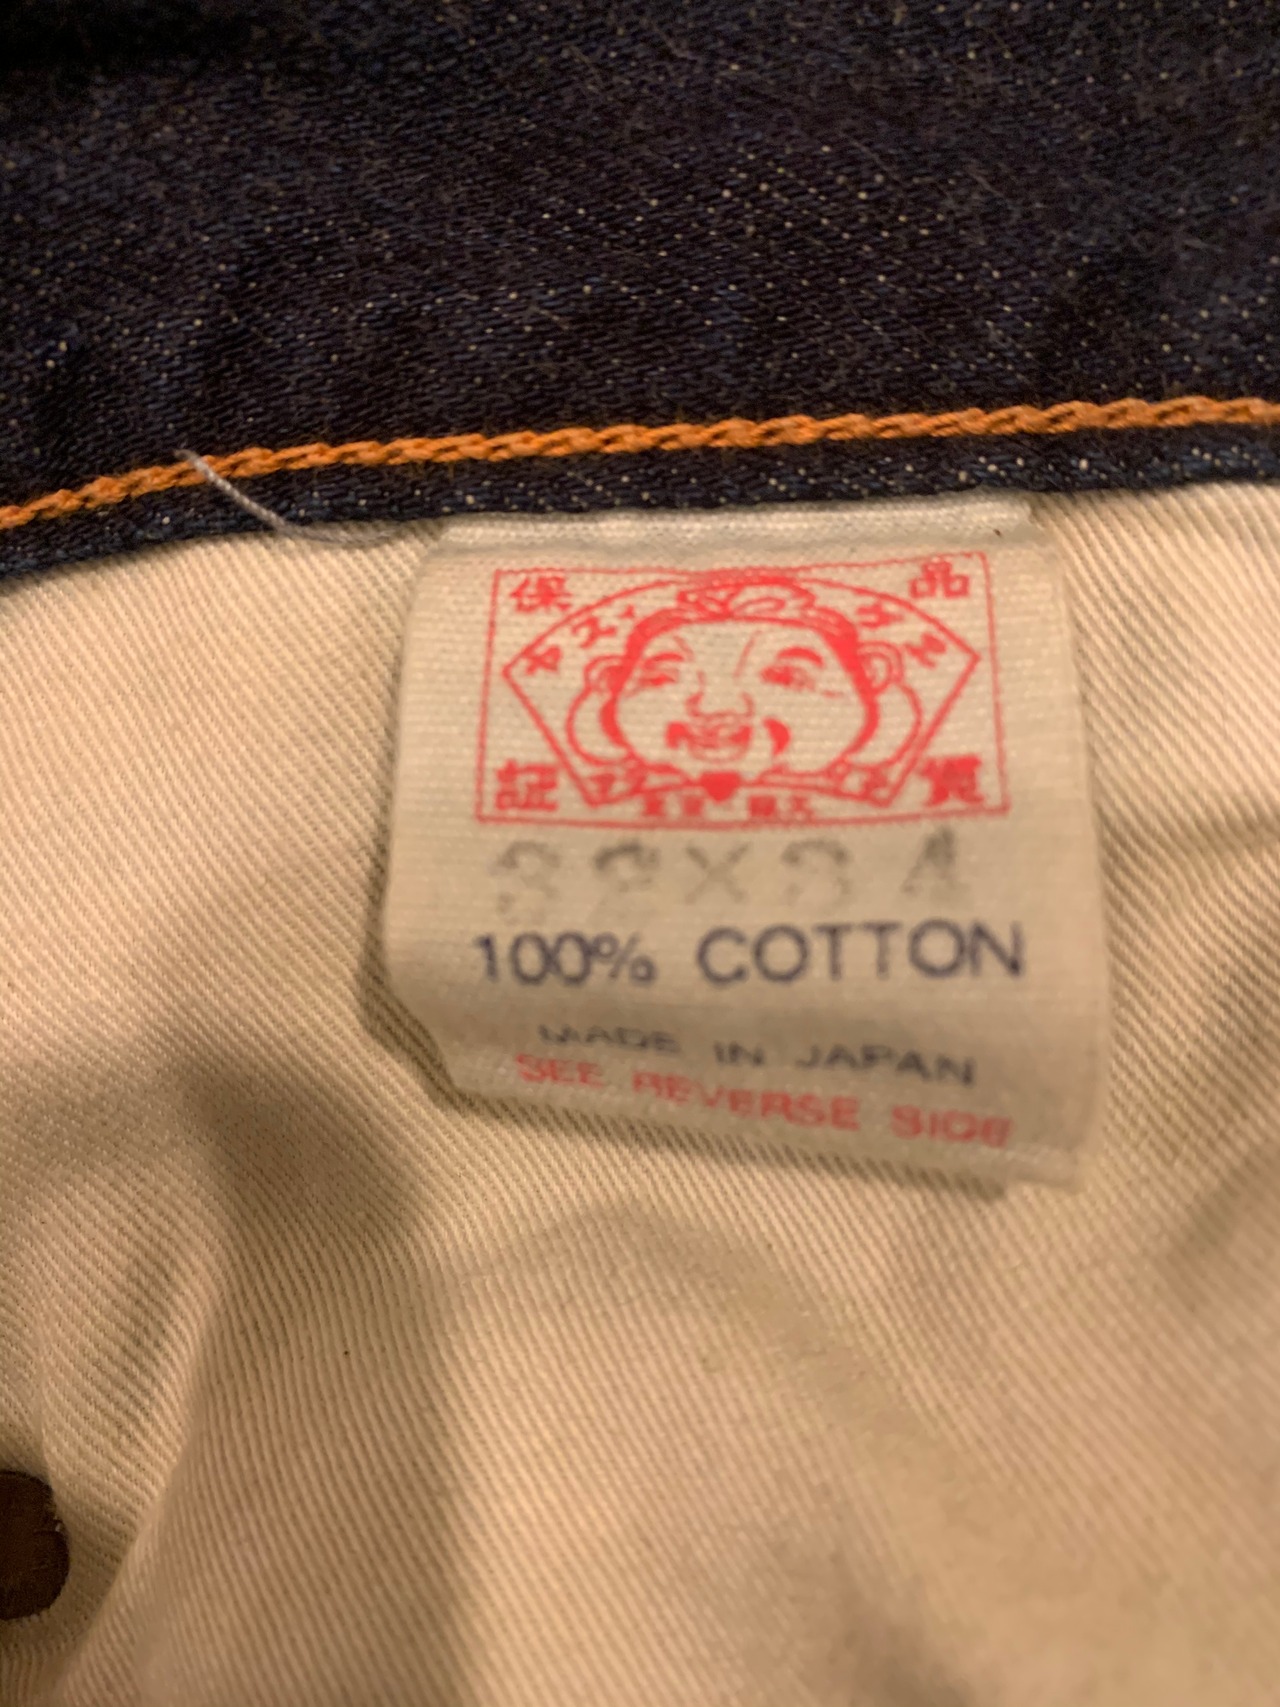 保 品
証 質
32×34
100% COTTON
MADE IN JAPAN
SEE REVERSE SIDE